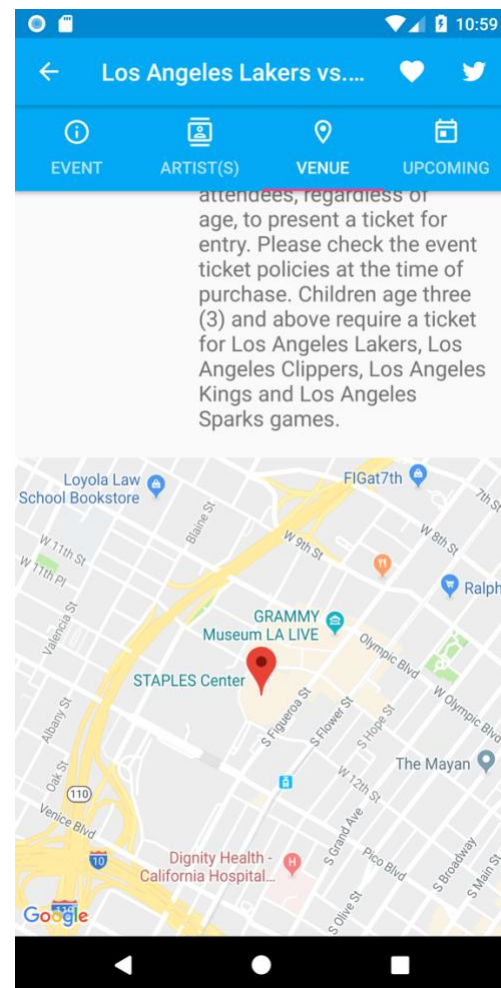 10:59
Los Angeles Lakers vs....
EVENT
ARTIST(S)
VENUE
UPCOMING
attendees, regardless of
age, to present a ticket for
entry. Please check the event
ticket policies at the time of
purchase. Children age three
(3) and above require a ticket
for Los Angeles Lakers, Los
Angeles Clippers, Los Angeles
Kings and Los Angeles
Sparks games.
Loyola Law
School Bookstore
FIGat7th
7th St
Blaine St
W 8th St
W 9th St
W 11th St
W 11th Pl
Ralph
Valencia St
GRAMMY
Museum LA LIVE
Olympic Blvd
STAPLES Center
W Olympic Blvd
Albany St
S Figueroa St
S Flower St
S Hope St
The Mayan
Oak St
110
W 12th St
Venice Blvd
S Grand Ave
10
Dignity Health -
California Hospital...
Pico Blvd
S Broadway
S Main St
S Olive St
Google